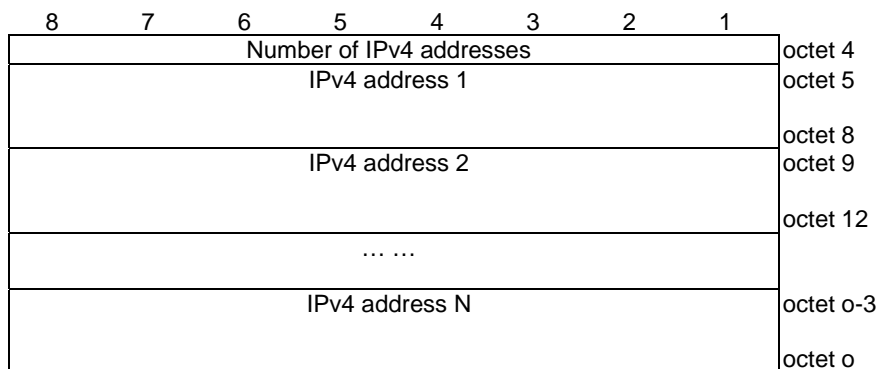 8 7 6 5 4 3 2 1
Number of IPv4 addresses octet 4
IPv4 address 1 octet 5
octet 8
IPv4 address 2 octet 9
octet 12
… …
IPv4 address N octet o-3
octet o